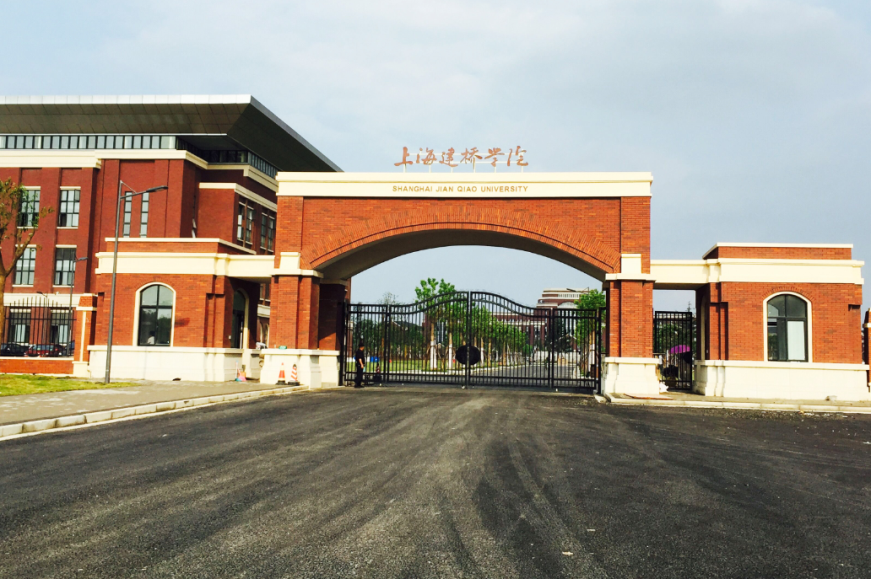 上海建桥学院
SHANGHAI JIAN QIAO UNIVERSITY